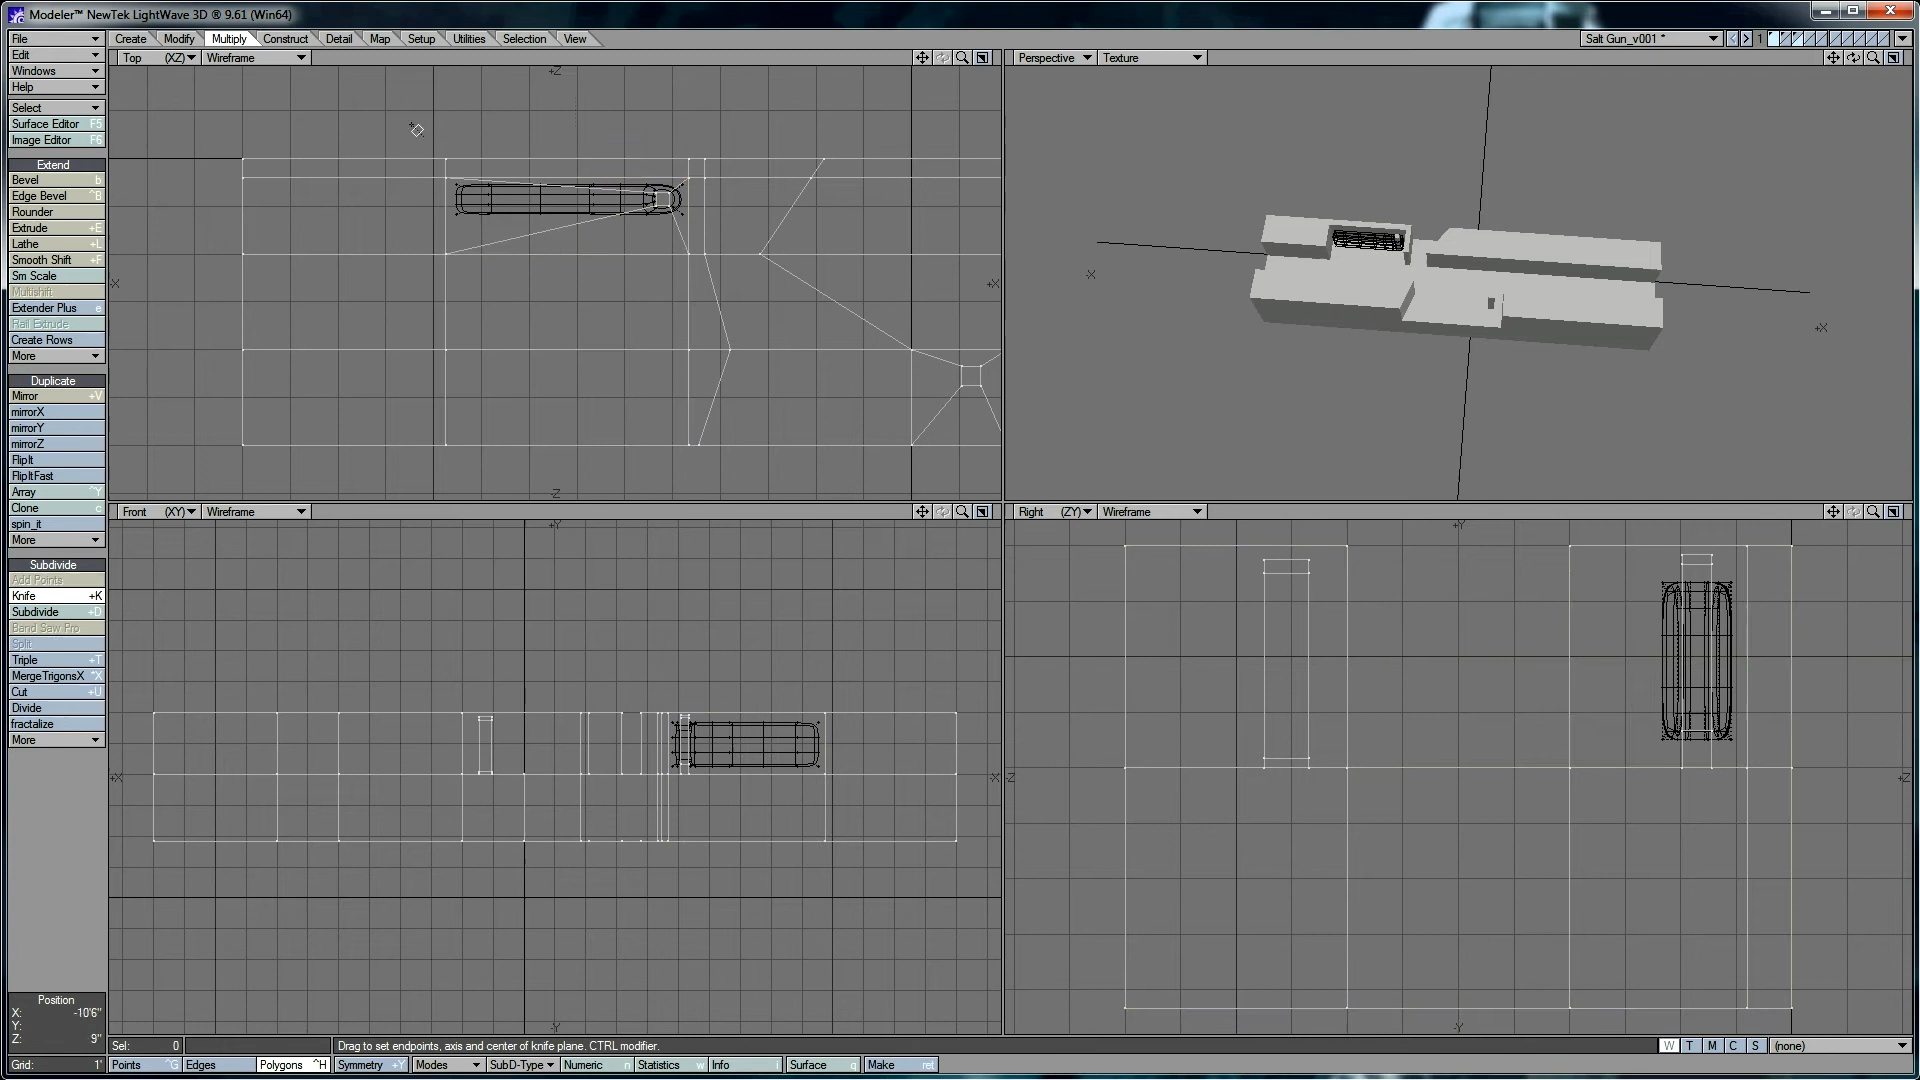 Modeler™ NewTek LightWave 3D ® 9.61 (Win64)
File
Edit
Windows
Help
Create Modify Multiply Construct Detail Map Setup Utilities Selection View
Salt Gun_v001 * 1
Top (XZ) Wireframe
Perspective Texture
Select
Surface Editor F5
Image Editor F6
Extend
Bevel b
Edge Bevel ^B
Rounder
Extrude +E
Lathe +L
Smooth Shift +F
Sm Scale
Multishift
Extender Plus e
Rail Extrude
Create Rows
More
Duplicate
Mirror +V
mirrorX
mirrorY
mirrorZ
FlipIt
FlipItFast
Array ^Y
Clone c
spin_it
More
Subdivide
Add Points
Knife +K
Subdivide +D
Band Saw Pro
Split
Triple +T
MergeTrigonsX ^X
Cut +U
Divide
fractalize
More
+Z
-X
+X
-Z
-X
+X
Front (XY) Wireframe
Right (ZY) Wireframe
+Y
+X
-X
-Y
+Y
-Z
+Z
-Y
Position
X: -10'6"
Y:
Z: 9"
Sel: 0
Drag to set endpoints, axis and center of knife plane. CTRL modifier.
W T M C S (none)
Grid: 1'
Points ^G Edges Polygons ^H Symmetry +Y Modes SubD-Type Numeric n Statistics w Info i Surface q Make ret